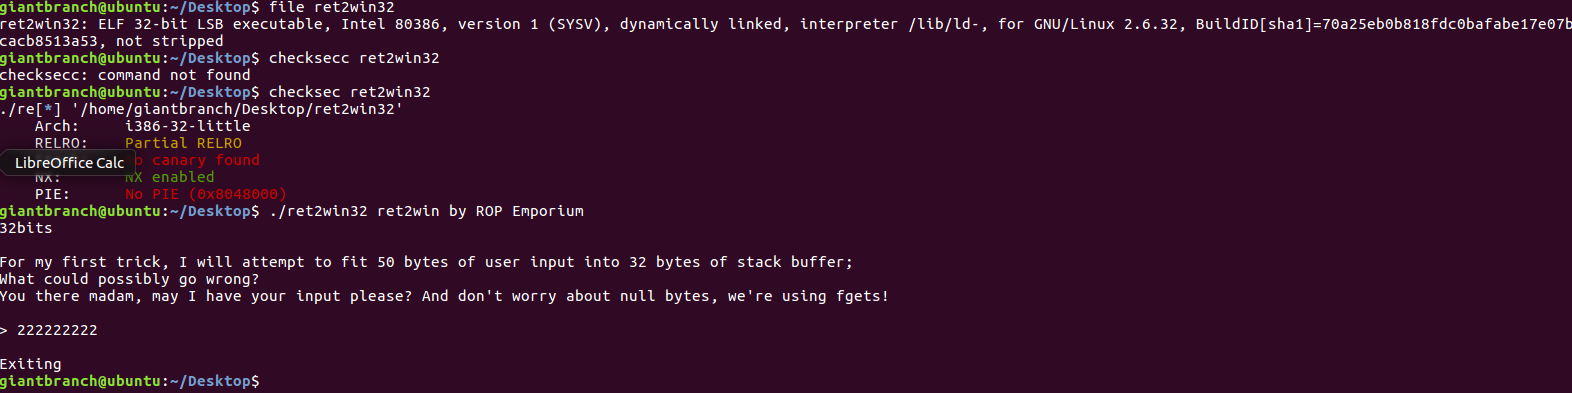 giantbranch@ubuntu:~/Desktop$ file ret2win32
ret2win32: ELF 32-bit LSB executable, Intel 80386, version 1 (SYSV), dynamically linked, interpreter /lib/ld-, for GNU/Linux 2.6.32, BuildID[sha1]=70a25eb0b818fdc0bafabe17e07b
cacb8513a53, not stripped
giantbranch@ubuntu:~/Desktop$ checksecc ret2win32
checksecc: command not found
giantbranch@ubuntu:~/Desktop$ checksec ret2win32
./re[*] '/home/giantbranch/Desktop/ret2win32'
Arch: i386-32-little
RELRO: Partial RELRO
LibreOffice Calc
canary found
NX: NX enabled
PIE: No PIE (0x8048000)
giantbranch@ubuntu:~/Desktop$ ./ret2win32 ret2win by ROP Emporium
32bits
For my first trick, I will attempt to fit 50 bytes of user input into 32 bytes of stack buffer;
What could possibly go wrong?
You there madam, may I have your input please? And don't worry about null bytes, we're using fgets!
> 222222222
Exiting
giantbranch@ubuntu:~/Desktop$